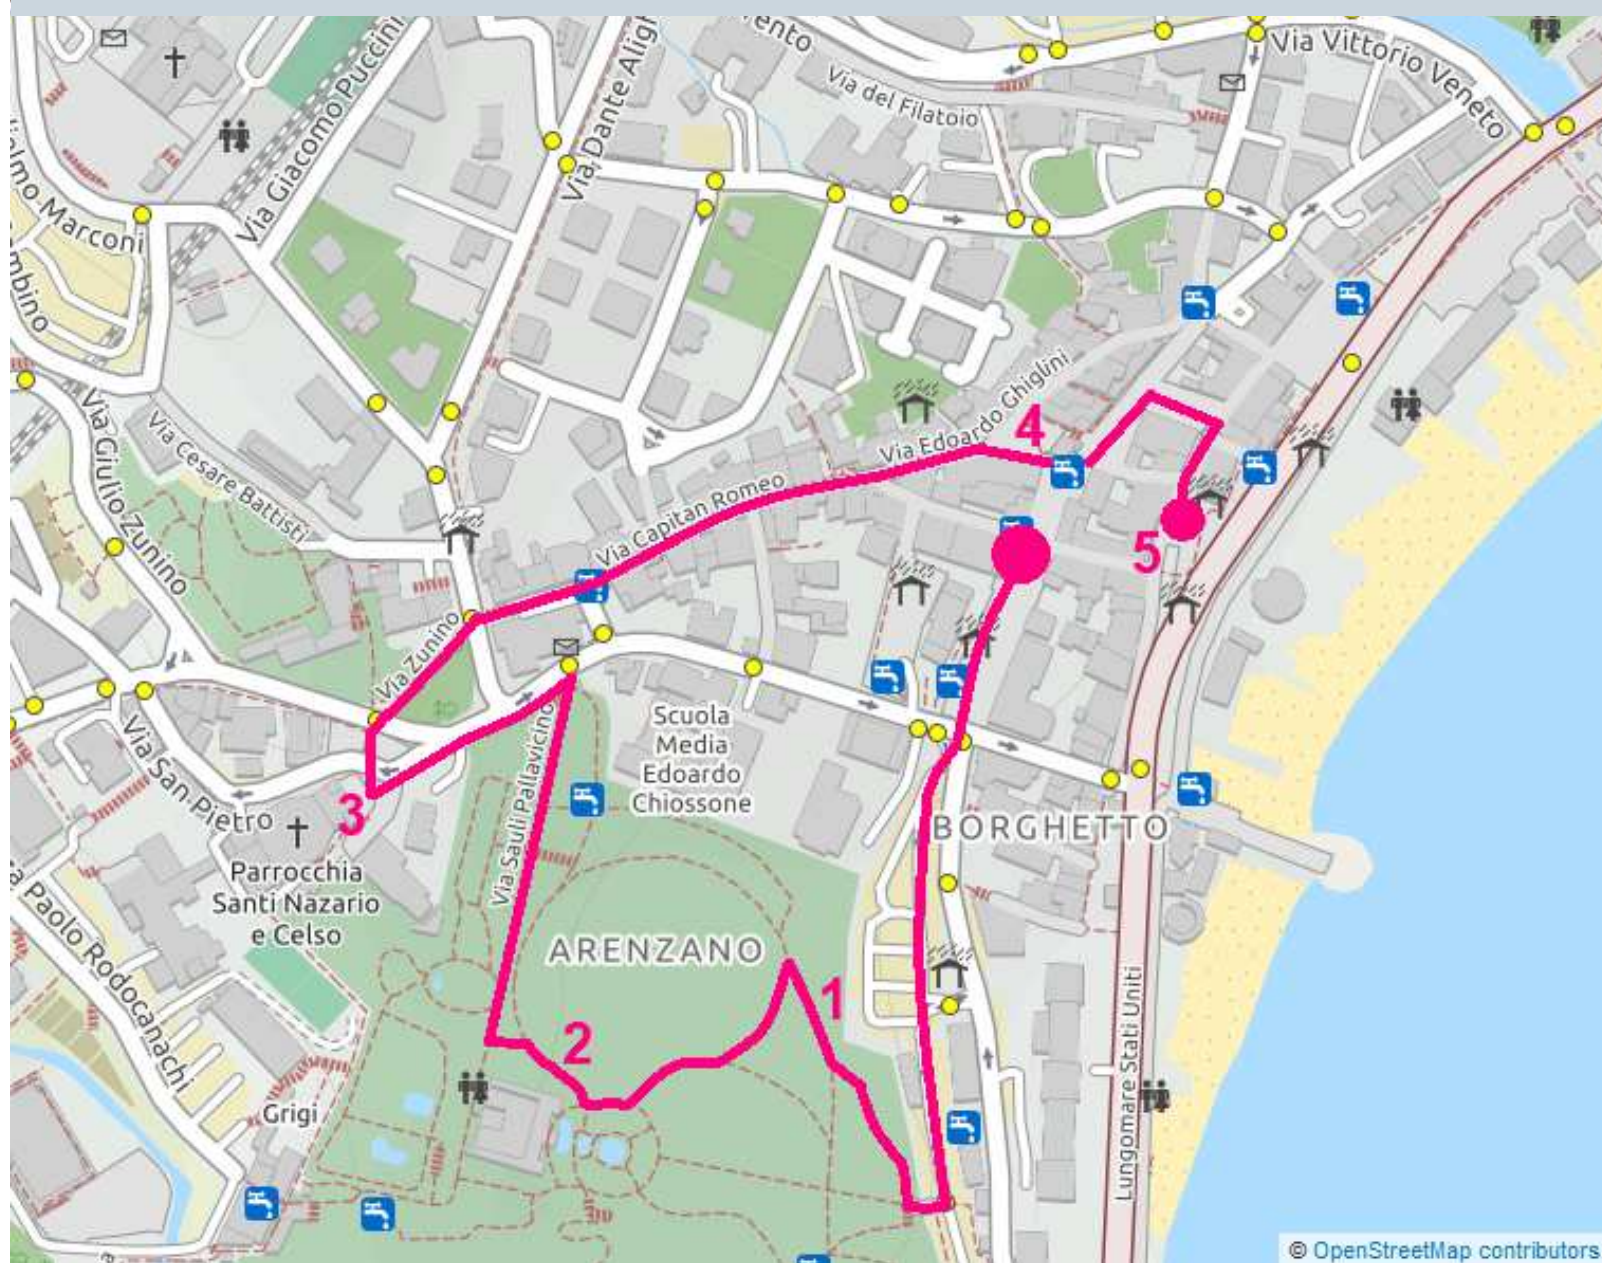 Via Vittorio Veneto
Via del Filatoio
Via Giacomo Puccini
Via Dante Aligh
Marconi
Via Giulio Zunino
Via Cesare Battisti
Via Edoardo Ghiglini
4
Via Capitan Romeo
5
Via Zunino
Via San Pietro
3
Via Sauli Pallavicino
Scuola
Media
Edoardo
Chiossone
BORGHETTO
Parrocchia
Santi Nazario
e Celso
ARENZANO
1
2
Paolo Rodocanachi
Grigi
Lungomare Stati Uniti
© OpenStreetMap contributors